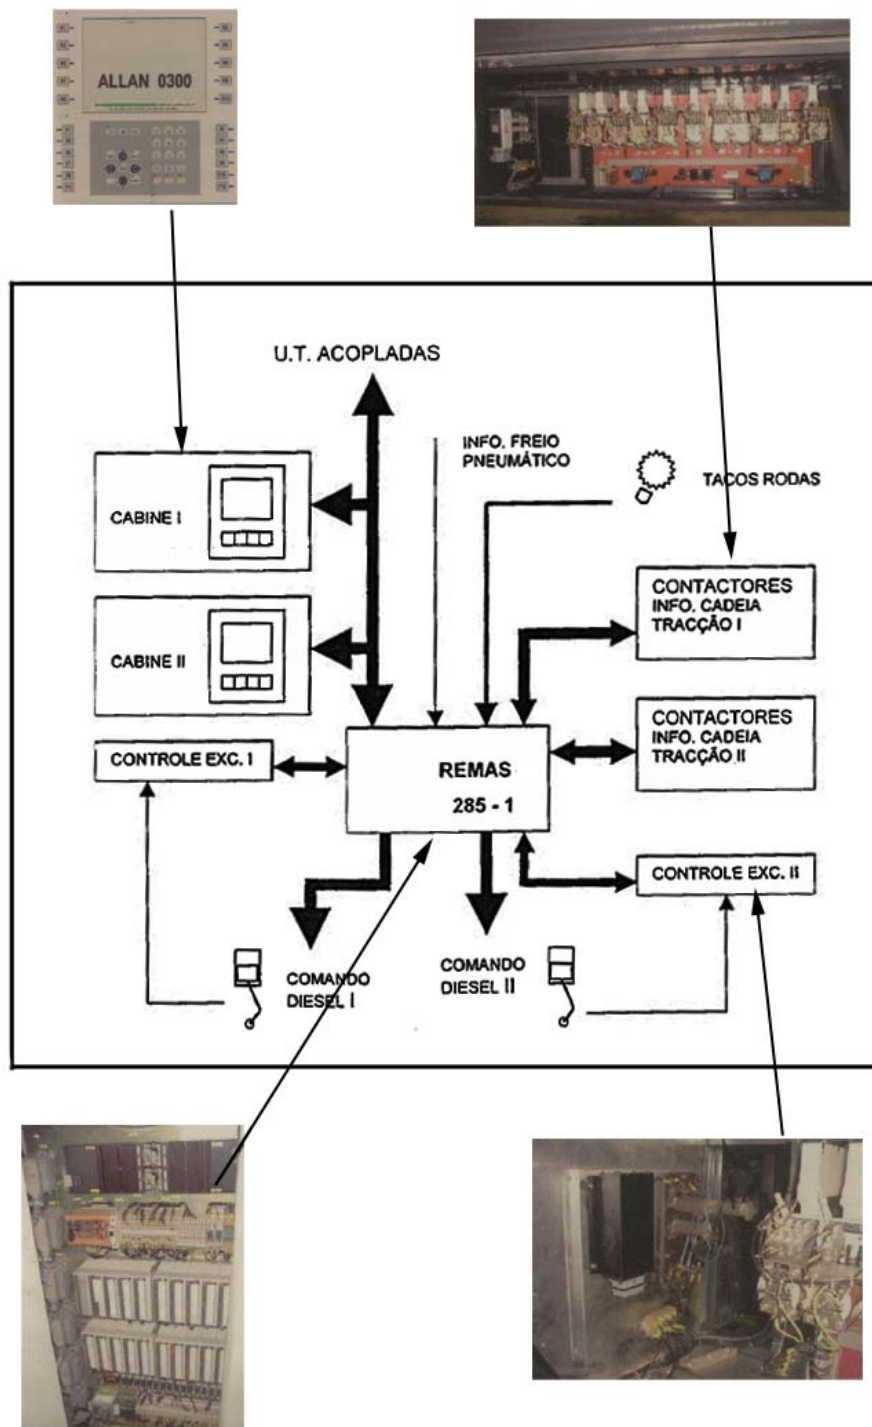 ALLAN 0300
U.T. ACOPLADAS
INFO. FREIO
PNEUMÁTICO
TACOS RODAS
CABINE I
CONTACTORES
INFO. CADEIA
TRACÇÃO I
CABINE II
CONTACTORES
INFO. CADEIA
TRACÇÃO II
CONTROLE EXC. I
REMAS
285 - 1
CONTROLE EXC. II
COMANDO
DIESEL I
COMANDO
DIESEL II